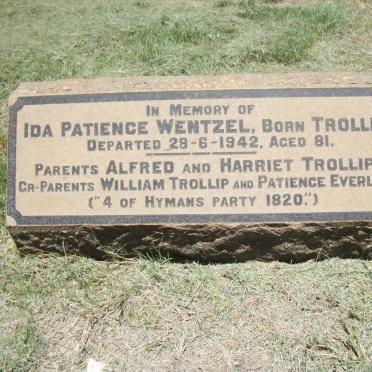 In Memory of
Ida Patience Wentzel, Born Trolli
Departed 28-6-1942, Aged 81.
Parents Alfred and Harriet Trollip
Gr-Parents William Trollip and Patience Everl
("4 of Hymans Party 1820.")